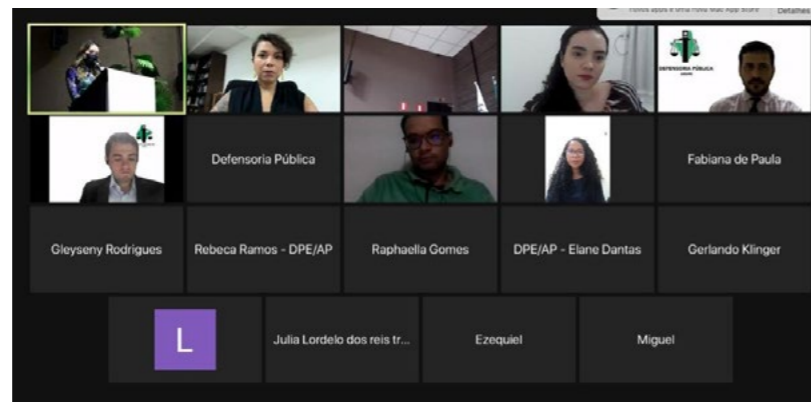 Detalhes
DEFENSORIA PÚBLICA
Defensoria Pública
Fabiana de Paula
Gleyseny Rodrigues
Rebeca Ramos - DPE/AP
Raphaella Gomes
DPE/AP - Elane Dantas
Gerlando Klinger
L
Julia Lordelo dos reis tr...
Ezequiel
Miguel